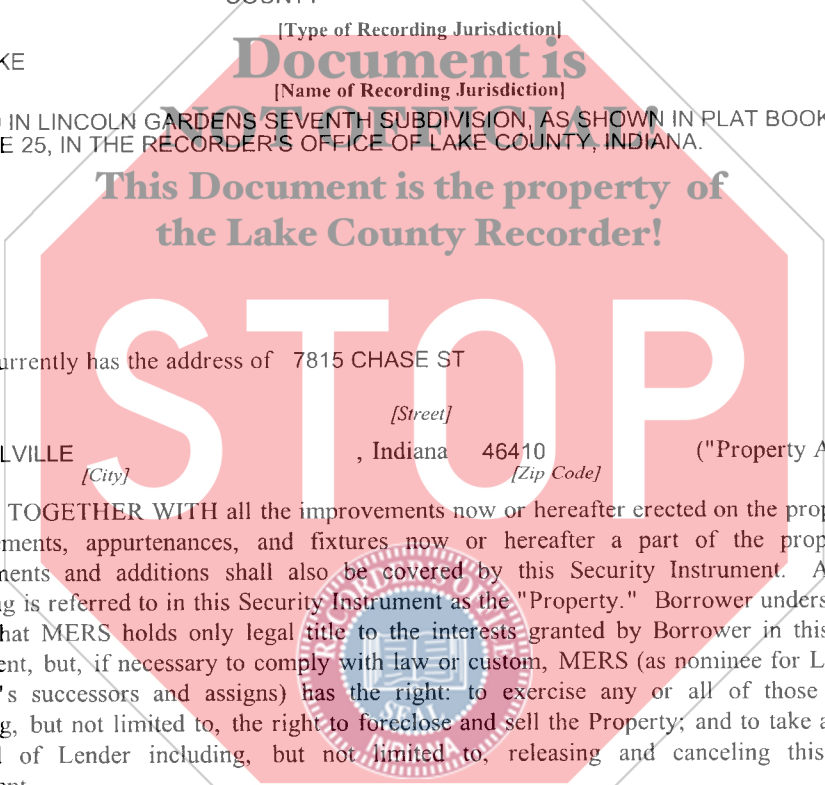 COUNTY
[Type of Recording Jurisdiction]
KE
Document is
[Name of Recording Jurisdiction]
NOT OFFICIAL!
IN LINCOLN GARDENS SEVENTH SUBDIVISION, AS SHOWN IN PLAT BOOK
E 25, IN THE RECORDER'S OFFICE OF LAKE COUNTY, INDIANA.
This Document is the property of
the Lake County Recorder!
STOP
urrently has the address of 7815 CHASE ST
[Street]
LVILLE , Indiana 46410 ("Property A
[City] [Zip Code]
TOGETHER WITH all the improvements now or hereafter erected on the prop
ments, appurtenances, and fixtures now or hereafter a part of the prop
ments and additions shall also be covered by this Security Instrument. A
g is referred to in this Security Instrument as the "Property." Borrower unders
hat MERS holds only legal title to the interests granted by Borrower in this
ent, but, if necessary to comply with law or custom, MERS (as nominee for L
's successors and assigns) has the right: to exercise any or all of those
g, but not limited to, the right to foreclose and sell the Property; and to take a
of Lender including, but not limited to, releasing and canceling this
SEAL
INDIANA